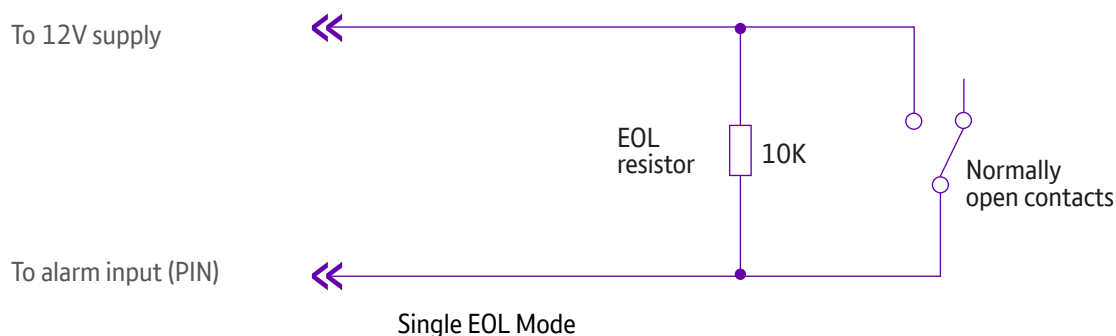 To 12V supply
EOL
resistor
10K
Normally
open contacts
To alarm input (PIN)
Single EOL Mode